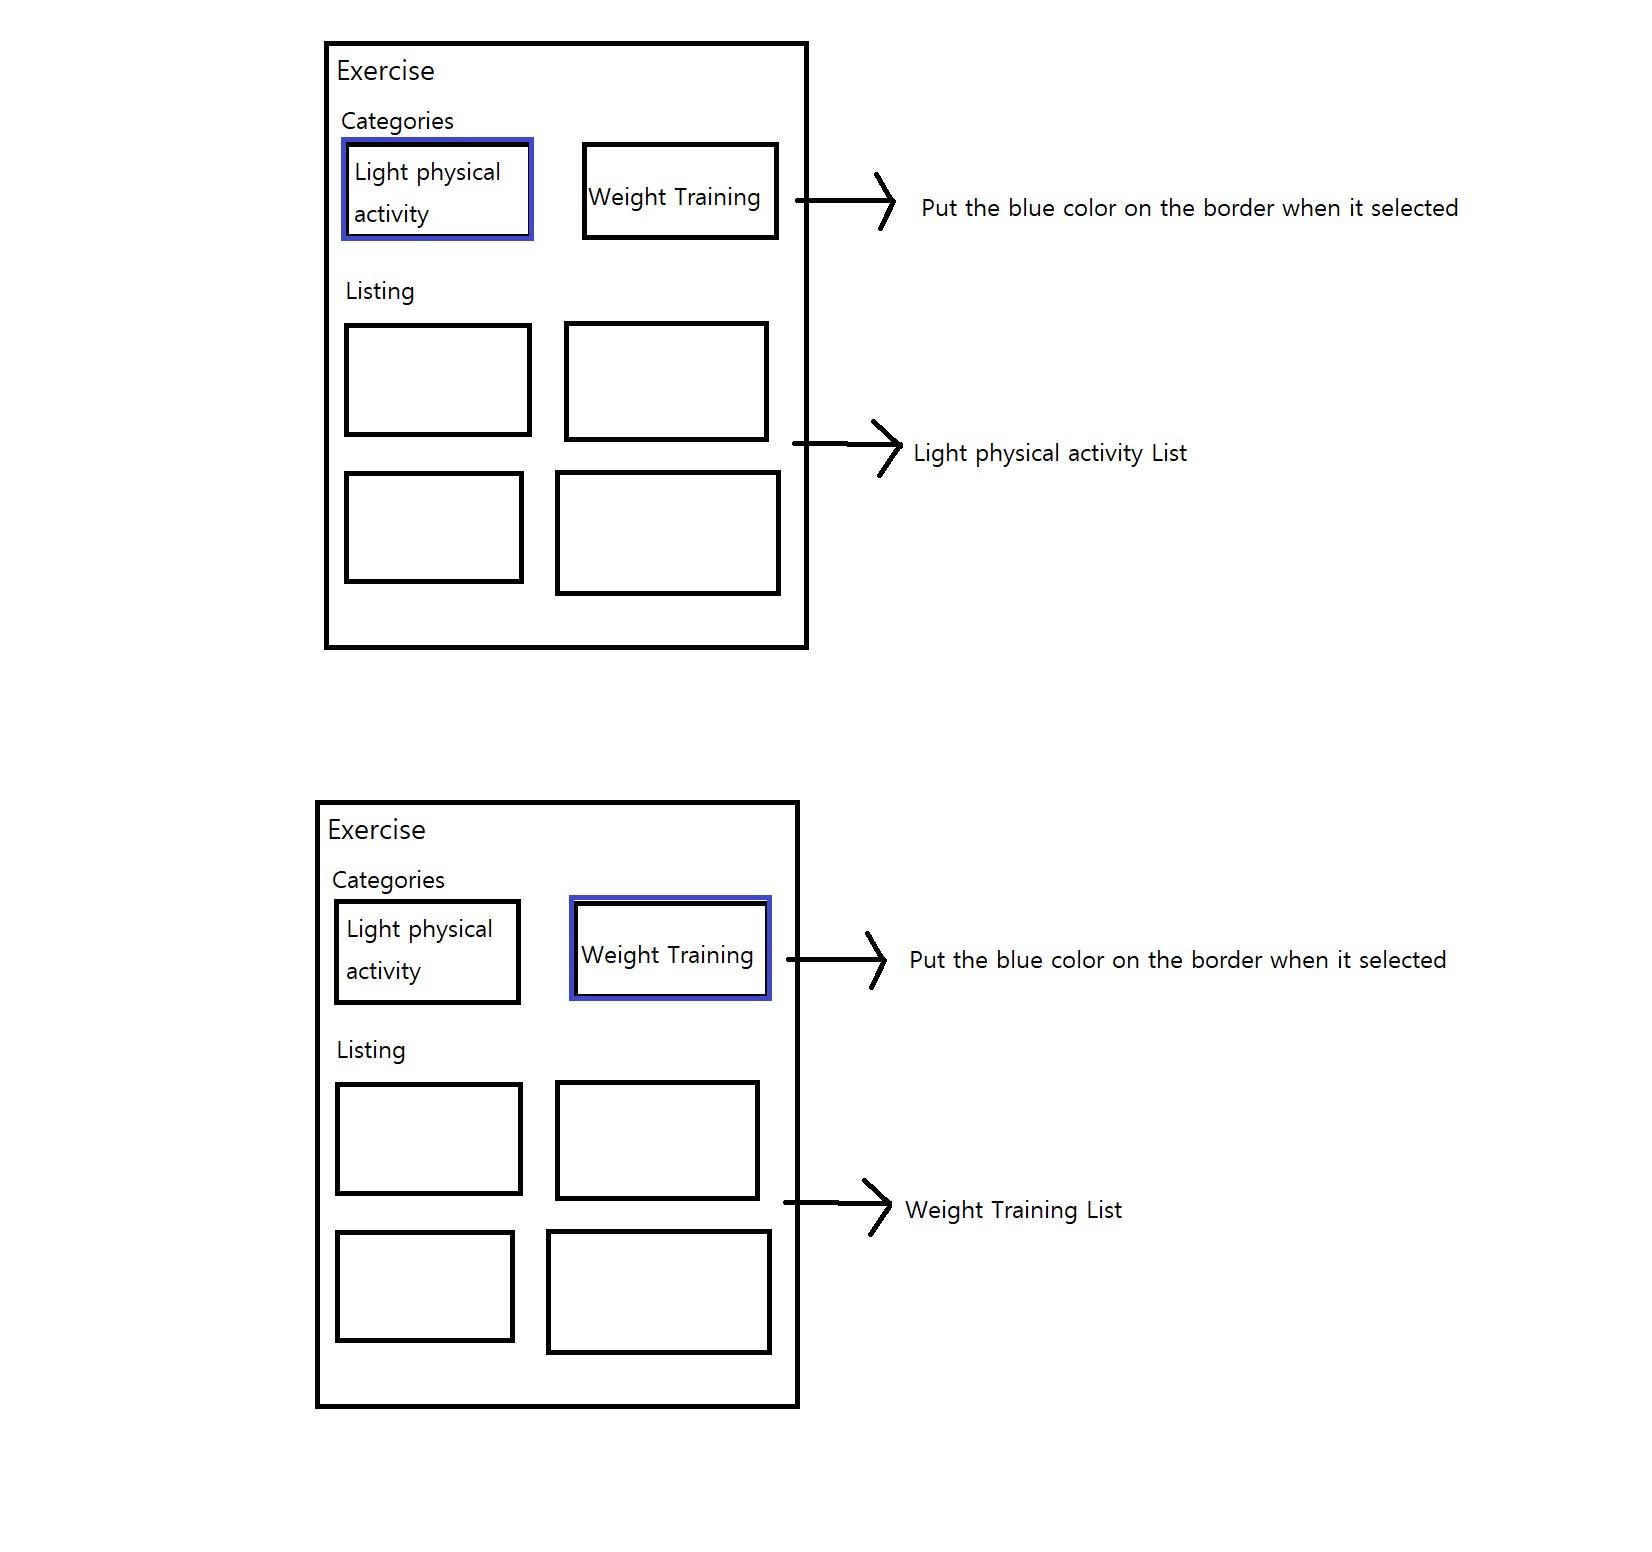 Exercise
Categories
Light physical
activity
Weight Training
Put the blue color on the border when it selected
Listing
Light physical activity List
Exercise
Categories
Light physical
activity
Weight Training
Put the blue color on the border when it selected
Listing
Weight Training List